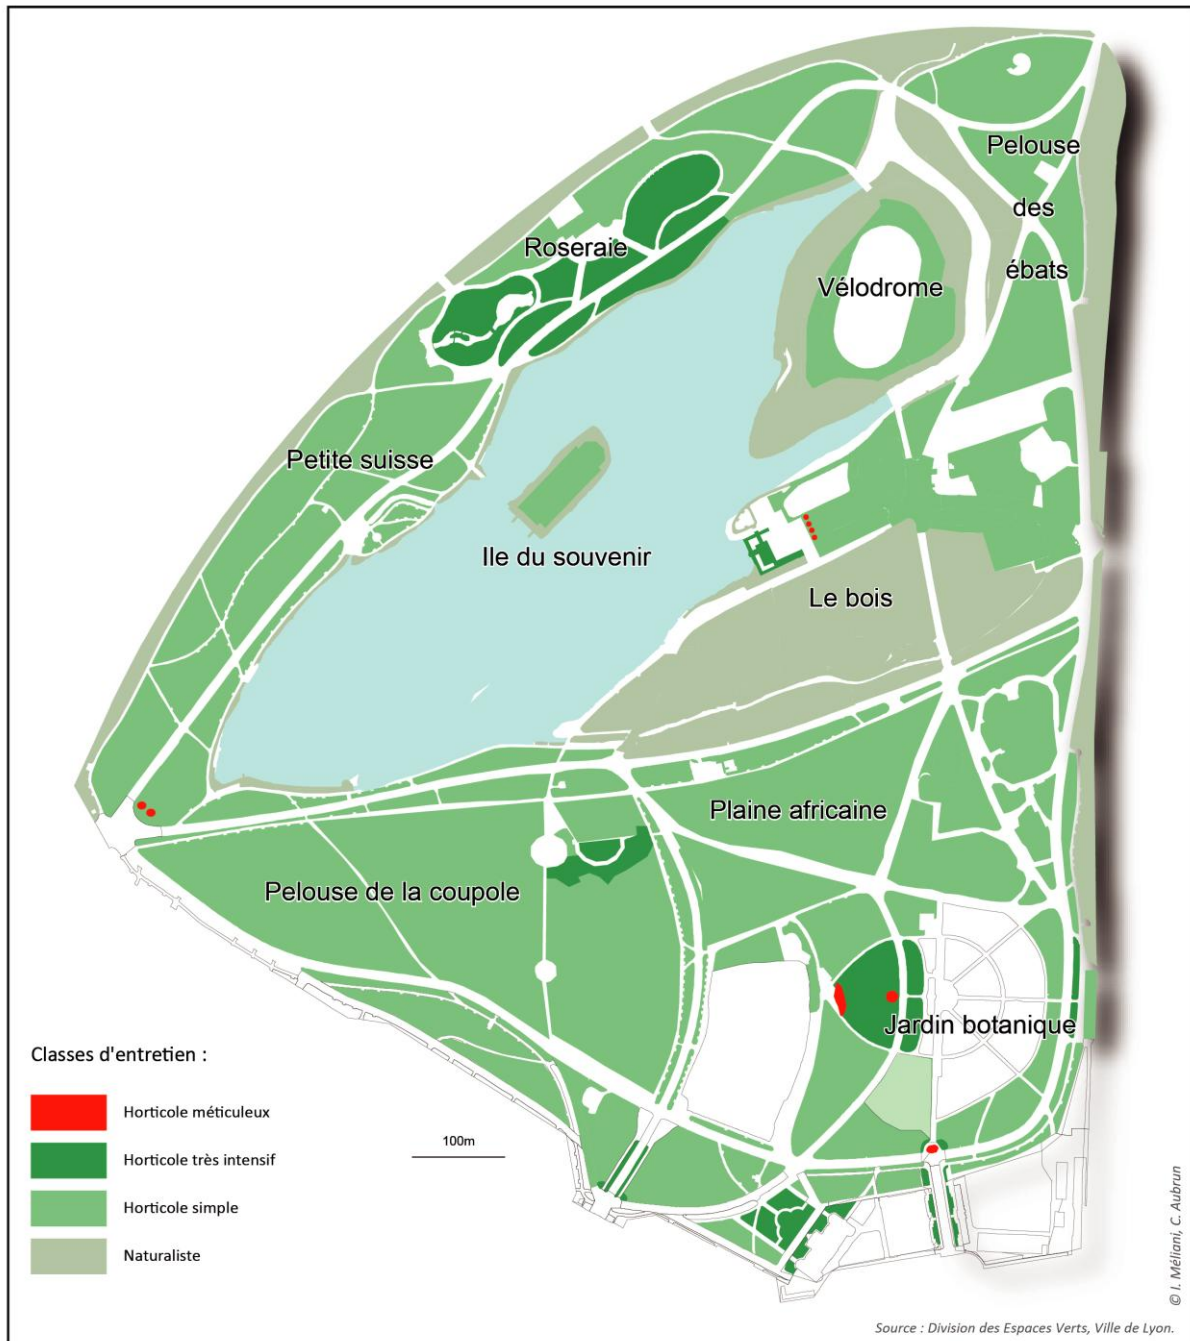 Pelouse
des
ébats
Roseraie
Vélodrome
Petite suisse
Ile du souvenir
Le bois
Plaine africaine
Pelouse de la coupole
Jardin botanique
Classes d'entretien :
Horticole méticuleux
Horticole très intensif
Horticole simple
Naturaliste
100m
© I. Méliani, C. Aubrun
Source : Division des Espaces Verts, Ville de Lyon.